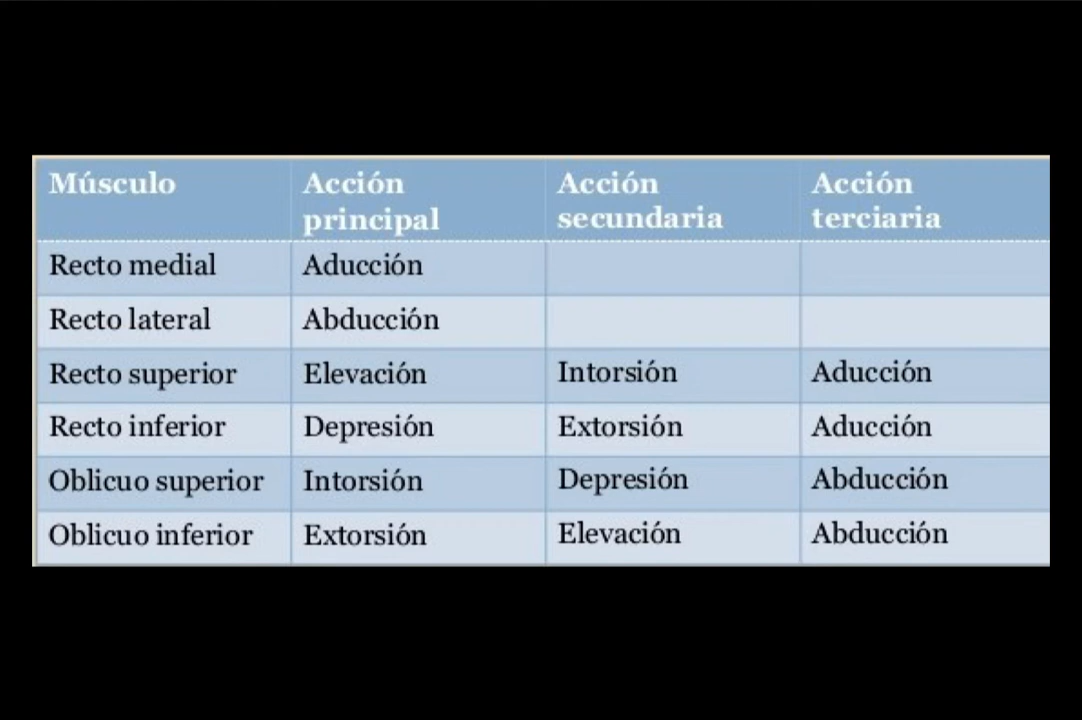 Músculo Acción principal Acción secundaria Acción terciaria
Recto medial Aducción
Recto lateral Abducción
Recto superior Elevación Intorsión Aducción
Recto inferior Depresión Extorsión Aducción
Oblicuo superior Intorsión Depresión Abducción
Oblicuo inferior Extorsión Elevación Abducción